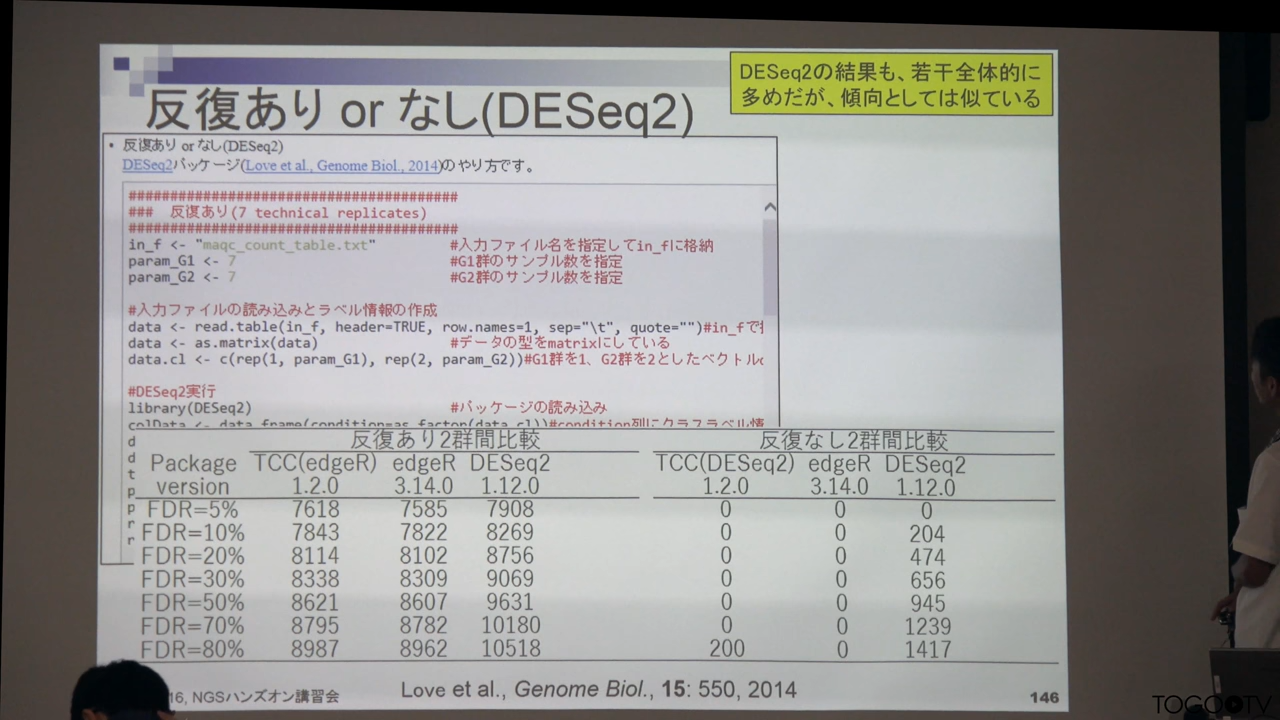 DESeq2の結果も、若干全体的に
多めだが、傾向としては似ている
反復あり or なし(DESeq2)
• 反復あり or なし(DESeq2)
DESeq2パッケージ(Love et al., Genome Biol., 2014)のやり方です。
########################################
### 反復あり(7 technical replicates)
########################################
in_f <- "maqc_count_table.txt" #入力ファイル名を指定してin_fに格納
param_G1 <- 7 #G1群のサンプル数を指定
param_G2 <- 7 #G2群のサンプル数を指定
#入力ファイルの読み込みとラベル情報の作成
data <- read.table(in_f, header=TRUE, row.names=1, sep="\t", quote="")#in_fで
data <- as.matrix(data) #データの型をmatrixにしている
data.cl <- c(rep(1, param_G1), rep(2, param_G2))#G1群を1、G2群を2としたベクトル
#DESeq2実行
library(DESeq2) #パッケージの読み込み
colData <- data.frame(condition=as.factor(data.cl))#condition列にクラスラベル情
反復あり2群間比較 反復なし2群間比較
Package TCC(edgeR) edgeR DESeq2 TCC(DESeq2) edgeR DESeq2
version 1.2.0 3.14.0 1.12.0 1.2.0 3.14.0 1.12.0
FDR=5% 7618 7585 7908 0 0 0
FDR=10% 7843 7822 8269 0 0 204
FDR=20% 8114 8102 8756 0 0 474
FDR=30% 8338 8309 9069 0 0 656
FDR=50% 8621 8607 9631 0 0 945
FDR=70% 8795 8782 10180 0 0 1239
FDR=80% 8987 8962 10518 200 0 1417
16, NGSハンズオン講習会
Love et al., Genome Biol., 15: 550, 2014
146
TOGOTV